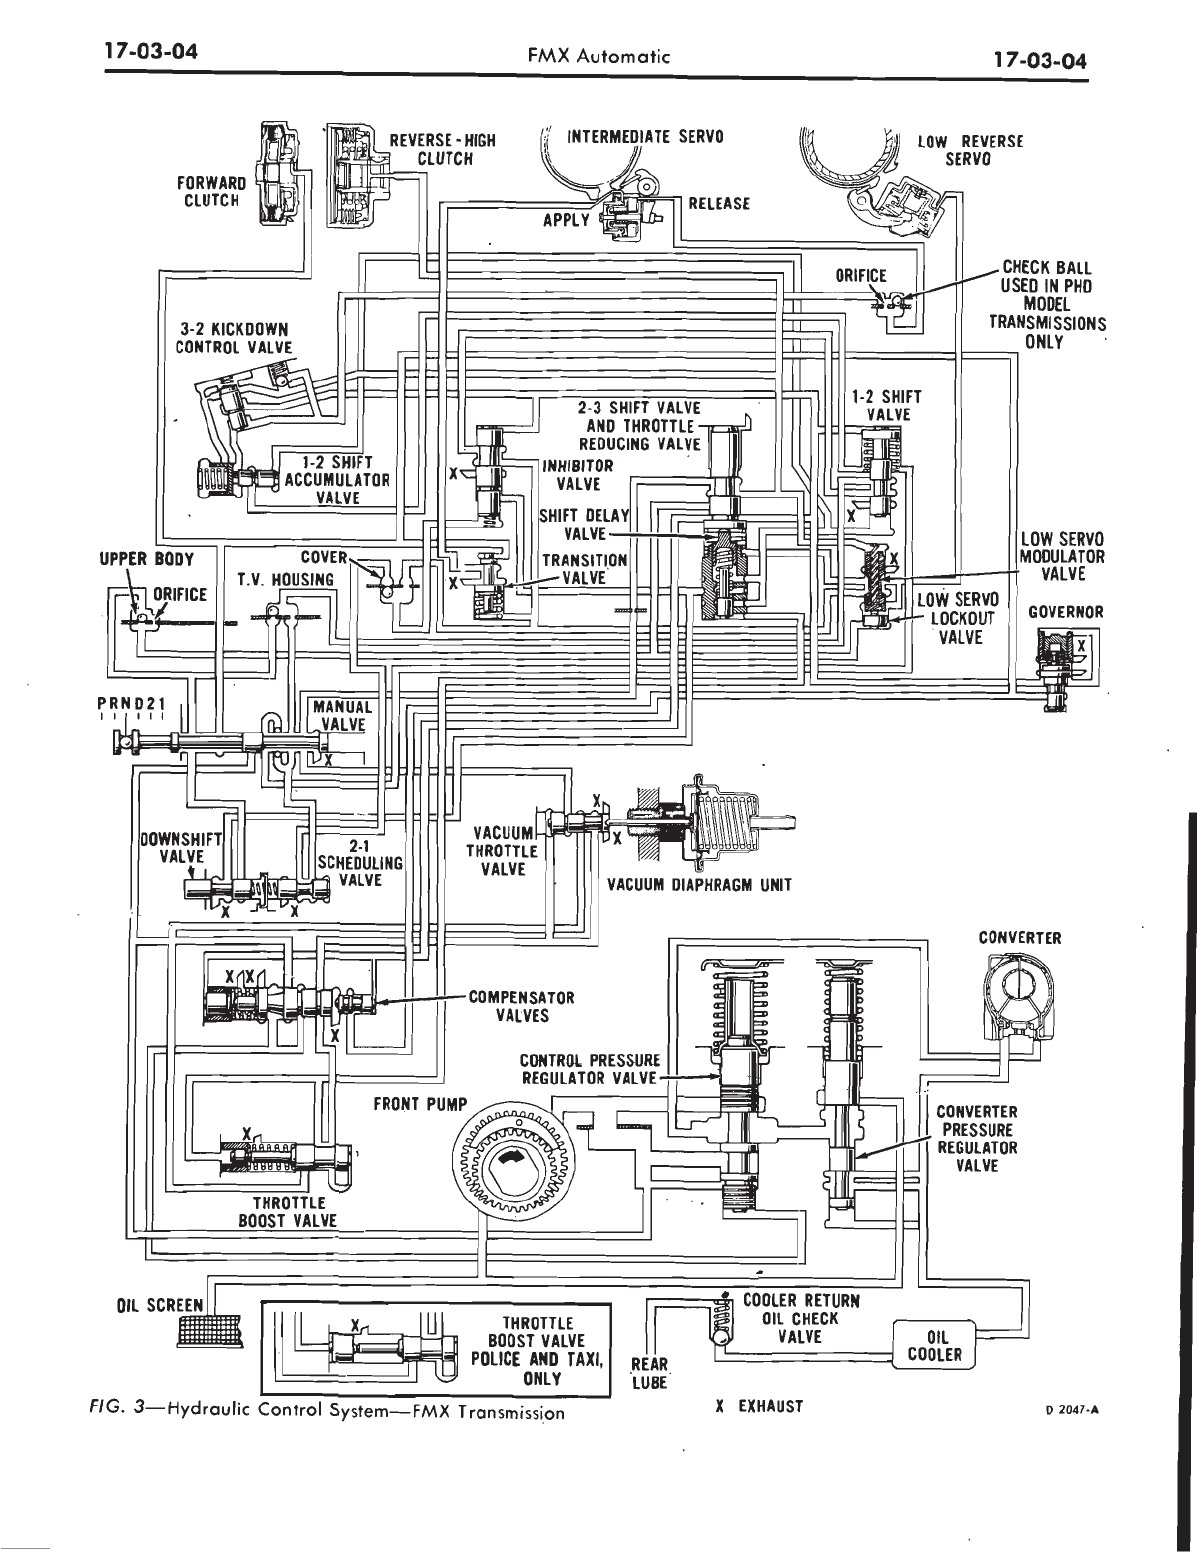 17-03-04
FMX Automatic
17-03-04
REVERSE-HIGH
CLUTCH
INTERMEDIATE SERVO
LOW REVERSE
SERVO
FORWARD
CLUTCH
APPLY
RELEASE
ORIFICE
CHECK BALL
USED IN PHD
MODEL
TRANSMISSIONS
ONLY
3-2 KICKDOWN
CONTROL VALVE
2-3 SHIFT VALVE
AND THROTTLE
REDUCING VALVE
1-2 SHIFT
VALVE
1-2 SHIFT
ACCUMULATOR
VALVE
X
INHIBITOR
VALVE
SHIFT DELAY
VALVE
X
UPPER BODY
COVER
T.V. HOUSING
ORIFICE
X
TRANSITION
VALVE
X
LOW SERVO
MODULATOR
VALVE
LOW SERVO
LOCKOUT
VALVE
GOVERNOR
X
PRND21
MANUAL
VALVE
X
DOWNSHIFT
VALVE
2-1
SCHEDULING
VALVE
X
X
VACUUM
THROTTLE
VALVE
X
X
VACUUM DIAPHRAGM UNIT
CONVERTER
X
X
X
COMPENSATOR
VALVES
CONTROL PRESSURE
REGULATOR VALVE
FRONT PUMP
CONVERTER
PRESSURE
REGULATOR
VALVE
X
THROTTLE
BOOST VALVE
OIL SCREEN
X
THROTTLE
BOOST VALVE
POLICE AND TAXI,
ONLY
REAR
LUBE
COOLER RETURN
OIL CHECK
VALVE
OIL
COOLER
FIG. 3—Hydraulic Control System—FMX Transmission
X EXHAUST
D 2047-A